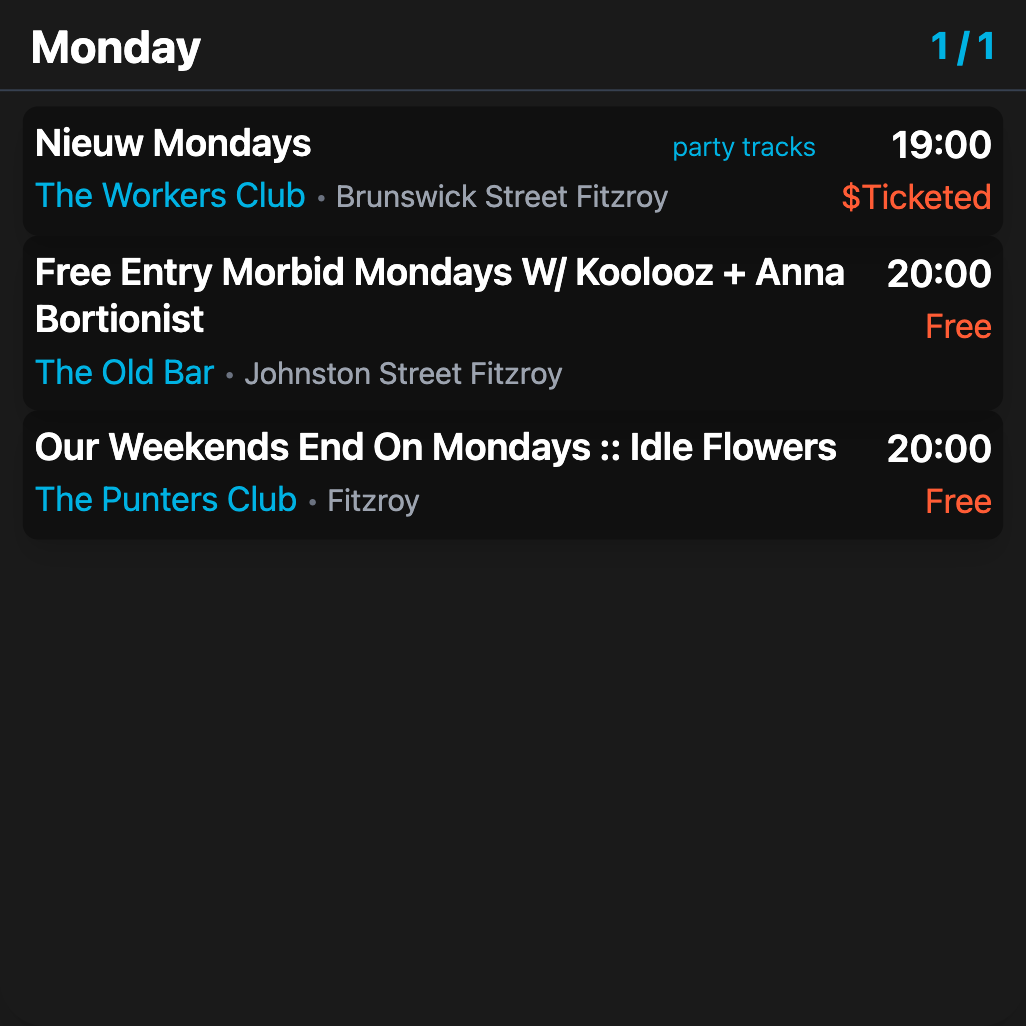 Monday 1 / 1
Nieuw Mondays party tracks 19:00
The Workers Club • Brunswick Street Fitzroy $Ticketed
Free Entry Morbid Mondays W/ Koolooz + Anna 20:00
Bortionist Free
The Old Bar • Johnston Street Fitzroy
Our Weekends End On Mondays :: Idle Flowers 20:00
The Punters Club • Fitzroy Free